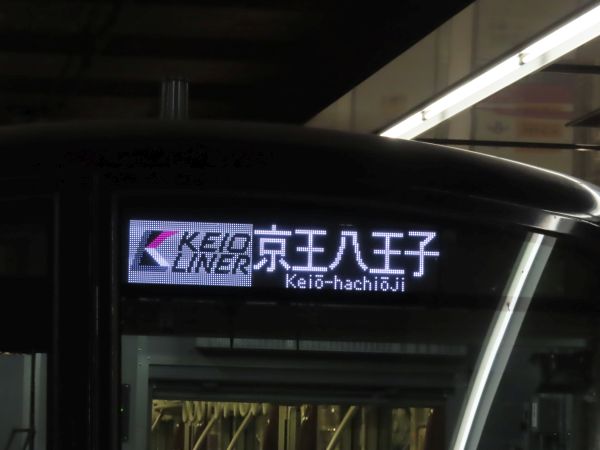 KEIO
LINER
京王八王子
Keiō-hachiōji